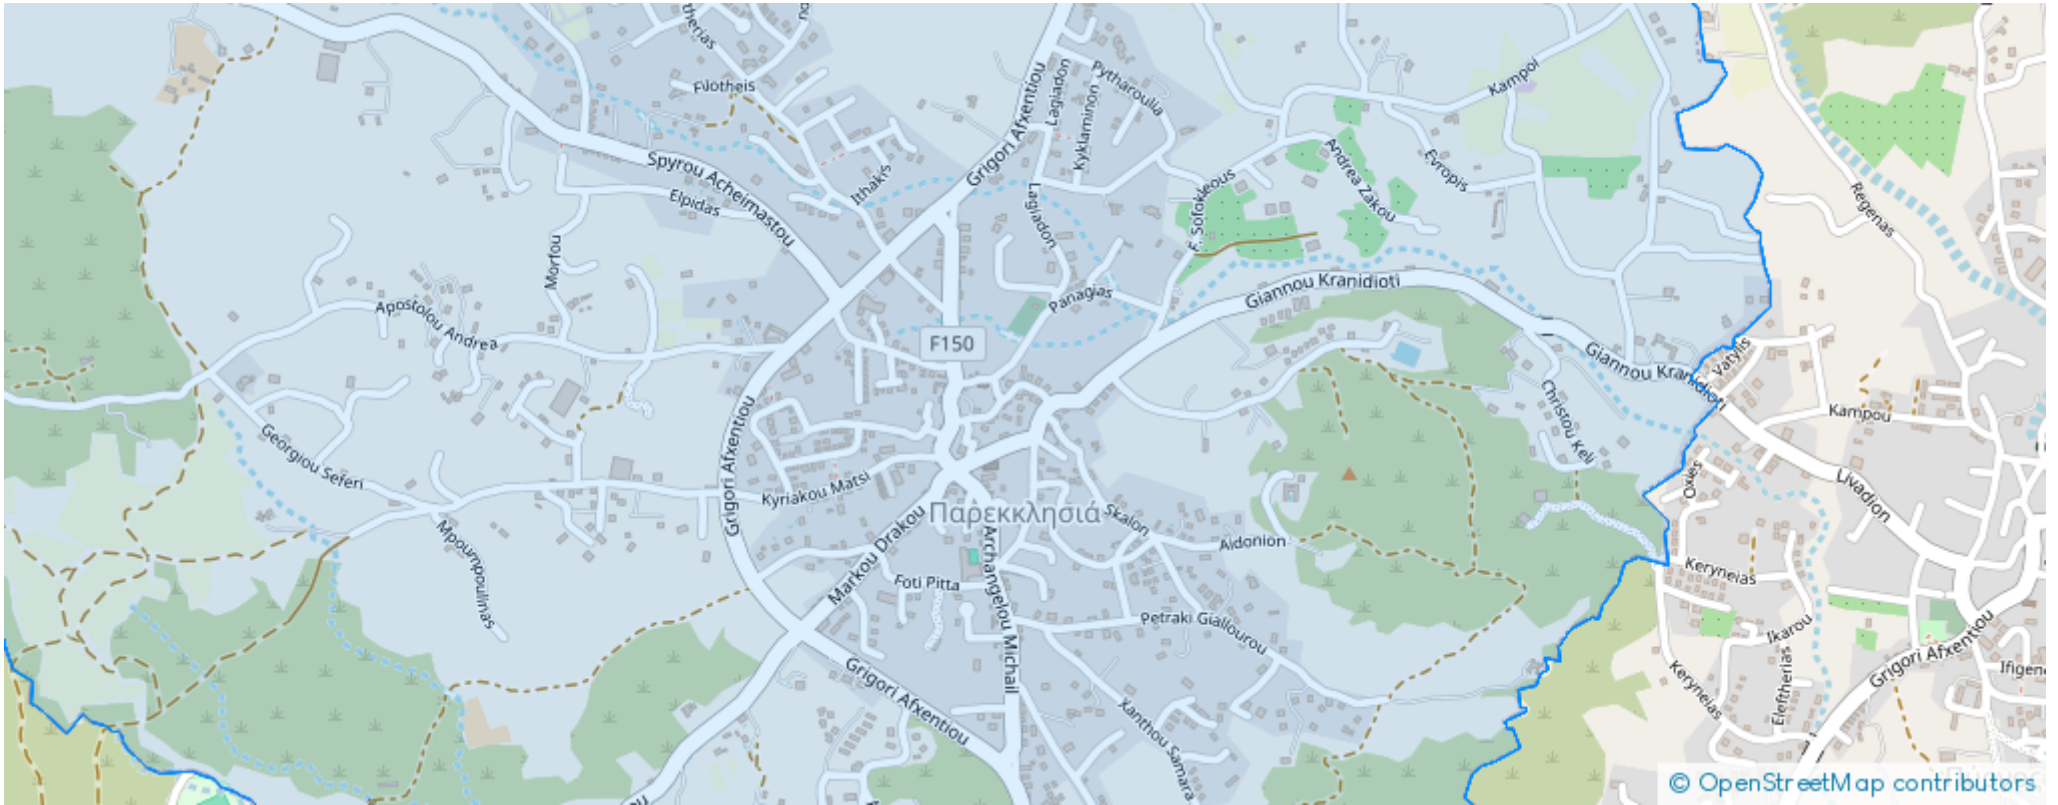 Filotheis
Grigori Afxentiou
Lagiadon
Kyklaminon
Pytharoulia
Kampoi
Spyrou Acheimastou
Elpidas
Ithakis
Lagiadon
F. Sofokleous
Andrea Zakou
Evropis
Regenas
Morfou
Apostolou Andrea
Panagias
Giannou Kranidioti
F150
Giannou Kranidioti
Vatylis
Christou Keli
Kampou
Georgiou Seferi
Grigori Afxentiou
Kyriakou Matsi
Παρεκκλησιά
Skalon
Aidonion
Oxies
Livadion
Mpoumpoulinas
Markou Drakou
Foti Pitta
Archangelou Michail
Petraki Giallourou
Keryneias
Ikarou
Eleftherias
Keryneias
Grigori Afxentiou
Grigori Afxentiou
Xanthou Samara
© OpenStreetMap contributors